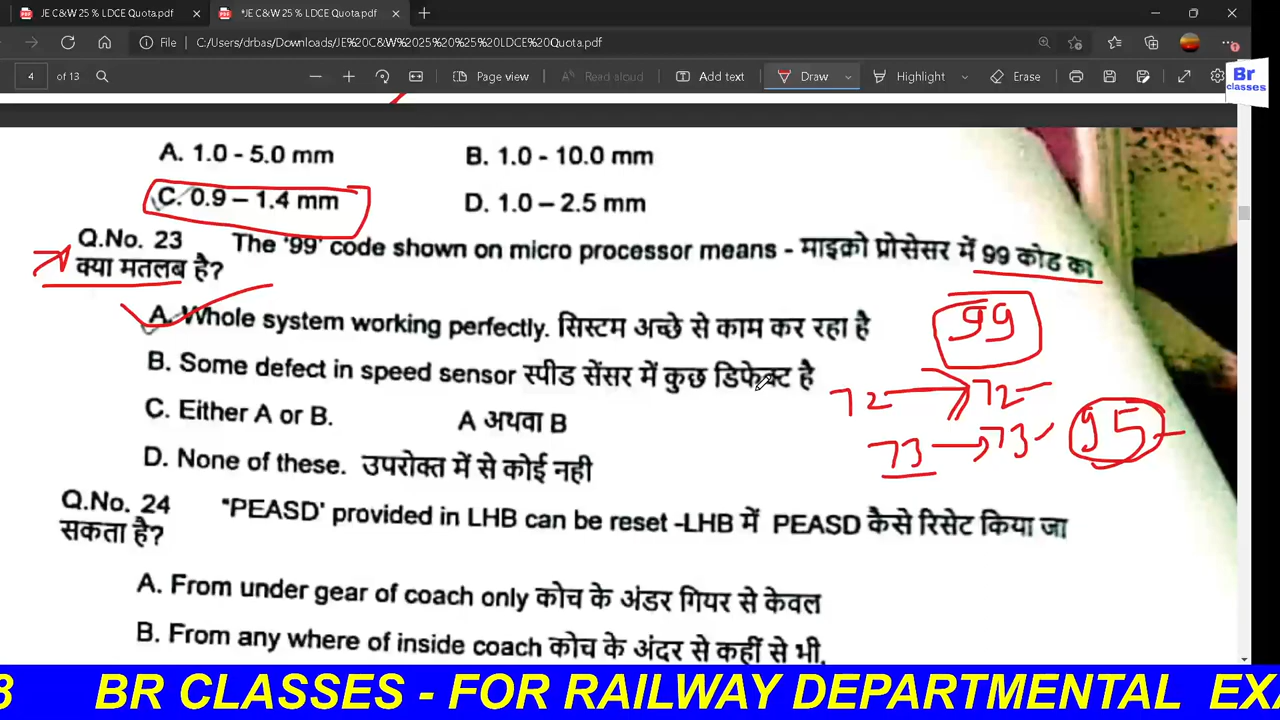 JE C&W 25 % LDCE Quota.pdf
*JE C&W 25 % LDCE Quota.pdf
File C:/Users/drbas/Downloads/JE%20C&W%2025%20%25%20LDCE%20Quota.pdf
4 of 13 Page view Read aloud Add text Draw Highlight Erase
Br
classes
A. 1.0 - 5.0 mm B. 1.0 - 10.0 mm
C. 0.9 – 1.4 mm D. 1.0 – 2.5 mm
Q.No. 23 The '99' code shown on micro processor means - माइक्रो प्रोसेसर में 99 कोड का
क्या मतलब है?
A. Whole system working perfectly. सिस्टम अच्छे से काम कर रहा है
99
B. Some defect in speed sensor स्पीड सेंसर में कुछ डिफेक्ट है
72 72
C. Either A or B. A अथवा B
73 73 95
D. None of these. उपरोक्त में से कोई नही
Q.No. 24 "PEASD' provided in LHB can be reset -LHB में PEASD कैसे रिसेट किया जा
सकता है?
A. From under gear of coach only कोच के अंडर गियर से केवल
B. From any where of inside coach कोच के अंदर से कहीं से भी.
3 BR CLASSES - FOR RAILWAY DEPARTMENTAL EXA